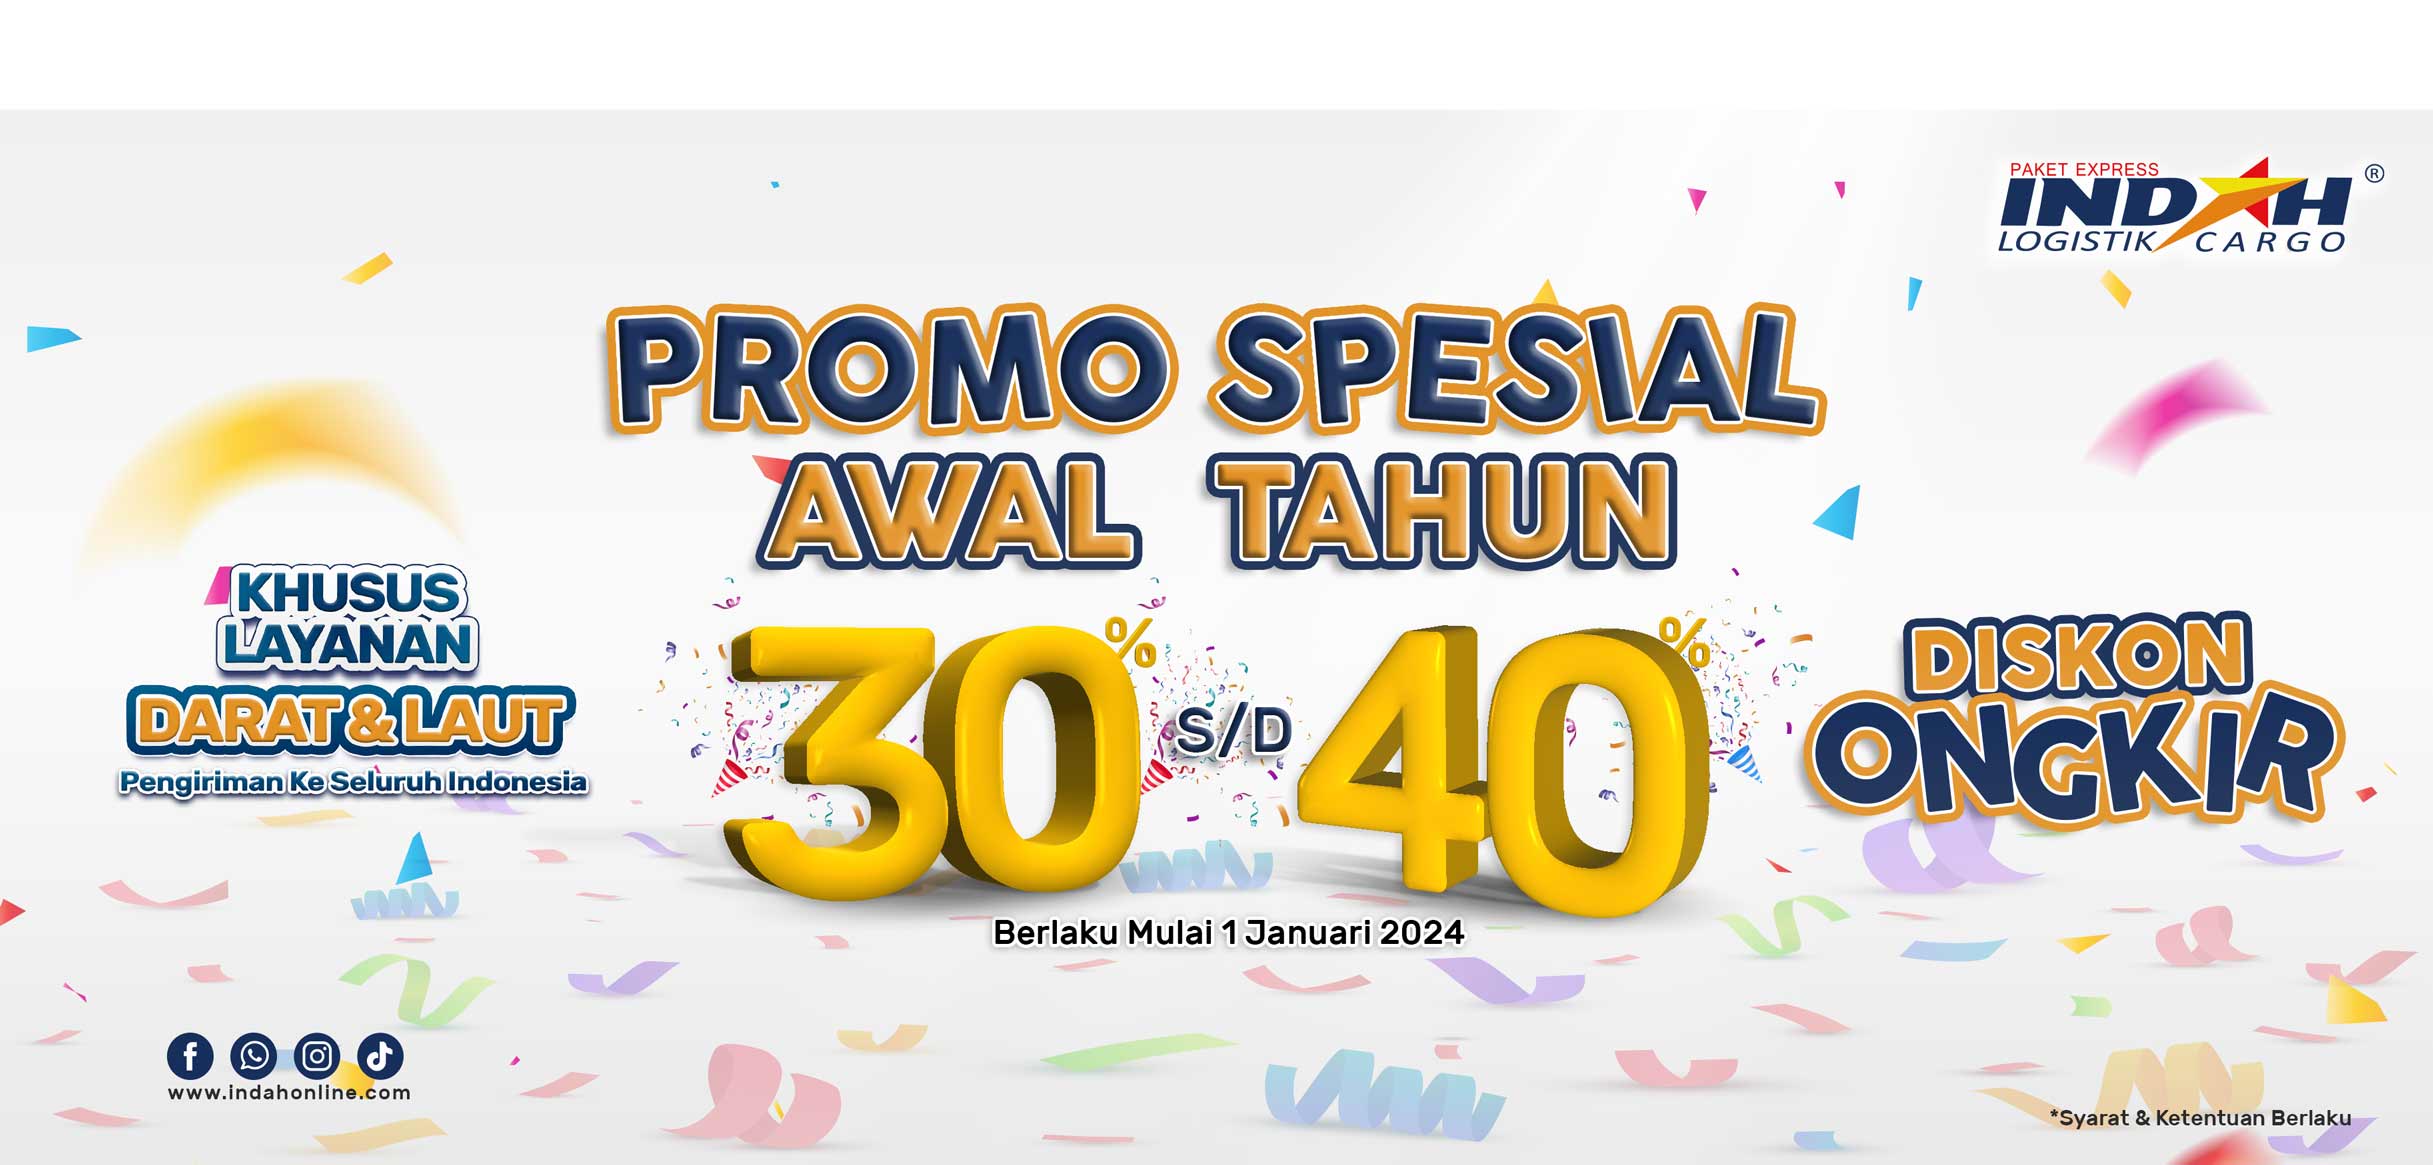 PAKET EXPRESS
INDAH ®
LOGISTIK CARGO
PROMO SPESIAL
AWAL TAHUN
KHUSUS
LAYANAN
DARAT & LAUT
Pengiriman Ke Seluruh Indonesia
30% S/D 40%
DISKON
ONGKIR
Berlaku Mulai 1 Januari 2024
www.indahonline.com
*Syarat & Ketentuan Berlaku